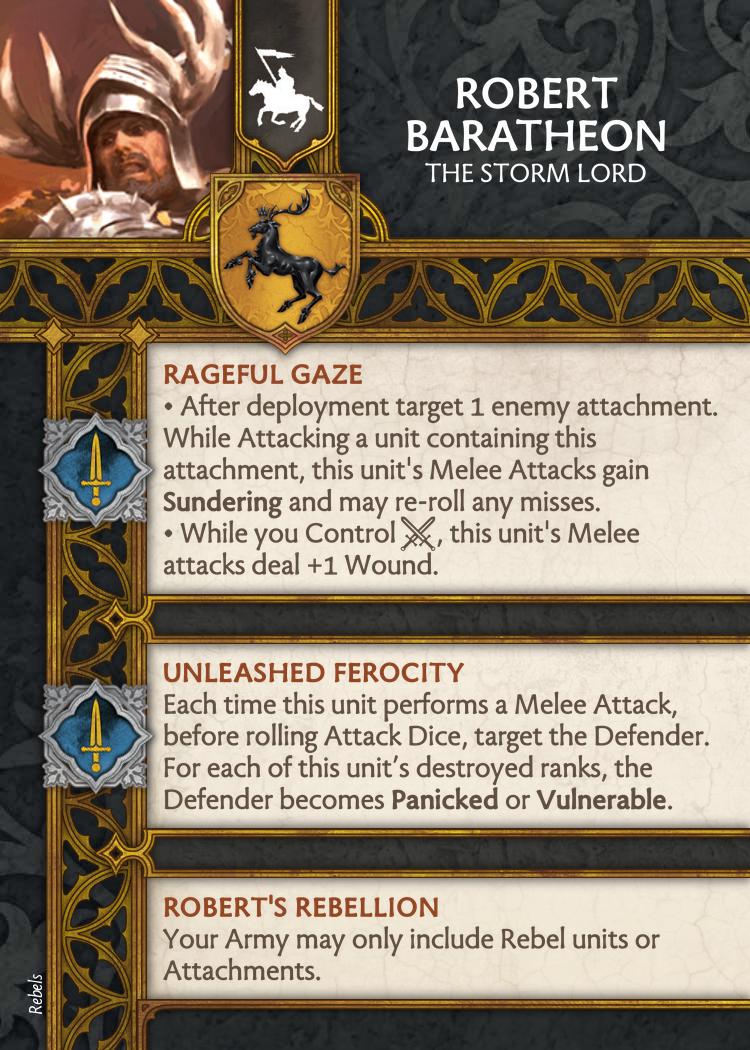 ROBERT
BARATHEON
THE STORM LORD
RAGEFUL GAZE
• After deployment target 1 enemy attachment.
While Attacking a unit containing this
attachment, this unit's Melee Attacks gain
Sundering and may re-roll any misses.
• While you Control , this unit's Melee
attacks deal +1 Wound.
UNLEASHED FEROCITY
Each time this unit performs a Melee Attack,
before rolling Attack Dice, target the Defender.
For each of this unit’s destroyed ranks, the
Defender becomes Panicked or Vulnerable.
ROBERT'S REBELLION
Your Army may only include Rebel units or
Attachments.
Rebels